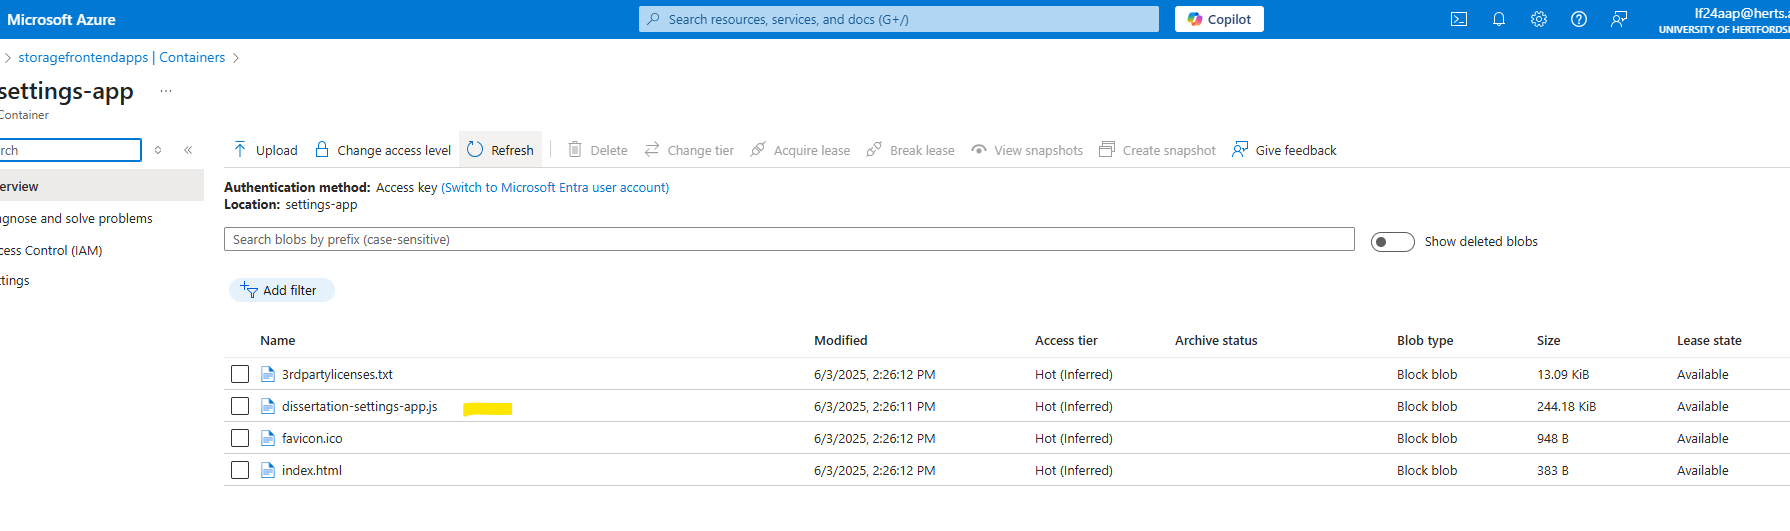 Microsoft Azure
Search resources, services, and docs (G+/)
Copilot
lf24aap@herts.a
UNIVERSITY OF HERTFORDSH
storagefrontendapps | Containers
settings-app
Container
rch
Upload
Change access level
Refresh
Delete
Change tier
Acquire lease
Break lease
View snapshots
Create snapshot
Give feedback
erview
agnose and solve problems
cess Control (IAM)
ttings
Authentication method: Access key (Switch to Microsoft Entra user account)
Location: settings-app
Search blobs by prefix (case-sensitive)
Show deleted blobs
Add filter
Name Modified Access tier Archive status Blob type Size Lease state
3rdpartylicenses.txt 6/3/2025, 2:26:12 PM Hot (Inferred) Block blob 13.09 KiB Available
dissertation-settings-app.js 6/3/2025, 2:26:11 PM Hot (Inferred) Block blob 244.18 KiB Available
favicon.ico 6/3/2025, 2:26:12 PM Hot (Inferred) Block blob 948 B Available
index.html 6/3/2025, 2:26:12 PM Hot (Inferred) Block blob 383 B Available